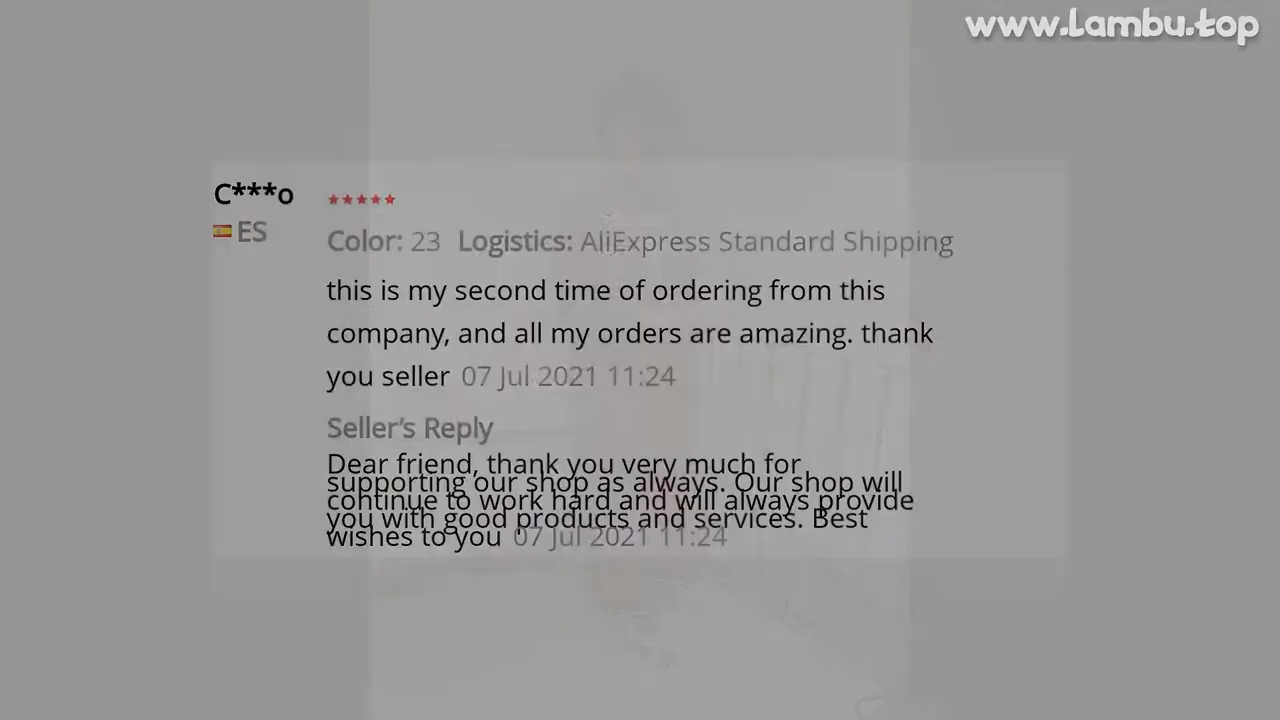 www.Lambu.top
C***o
ES
Color: 23 Logistics: AliExpress Standard Shipping
this is my second time of ordering from this
company, and all my orders are amazing. thank
you seller 07 Jul 2021 11:24
Seller’s Reply
Dear friend, thank you very much for
supporting our shop as always. Our shop will
continue to work hard and will always provide
you with good products and services. Best
wishes to you 07 Jul 2021 11:24